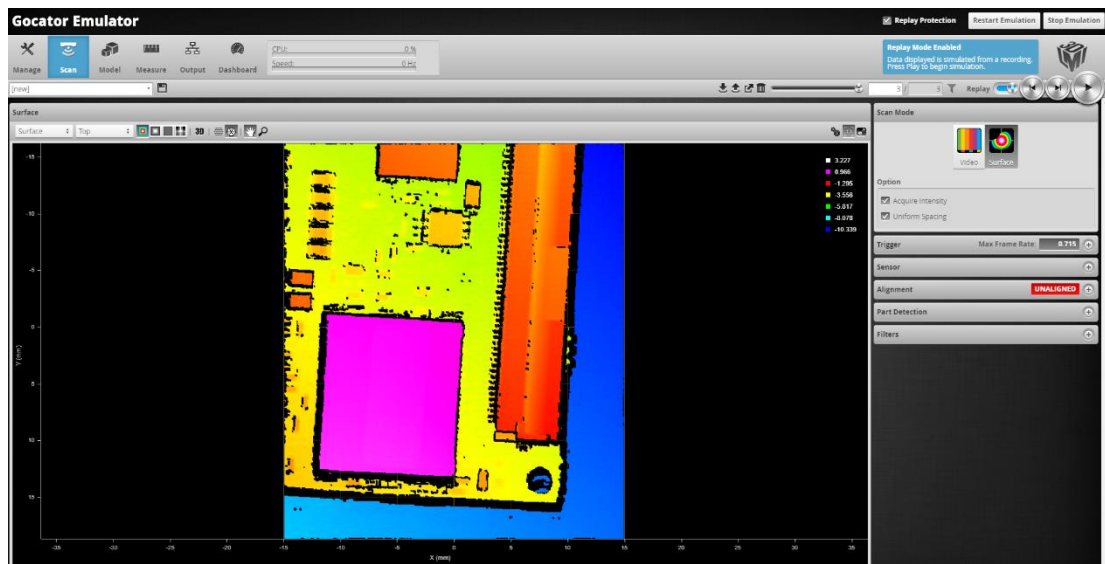 Gocator Emulator
Replay Protection
Restart Emulation
Stop Emulation
Manage
Scan
Model
Measure
Output
Dashboard
CPU: 0 %
Speed: 0 Hz
Replay Mode Enabled
Data displayed is simulated from a recording.
Press Play to begin simulation.
[new]
3 / 3
Replay
Surface
Surface
Top
3D
Scan Mode
Video
Surface
Option
Acquire Intensity
Uniform Spacing
Trigger
Max Frame Rate: 0.715
Sensor
Alignment
UNALIGNED
Part Detection
Filters
3.227
0.966
-1.295
-3.556
-5.817
-8.078
-10.339
-15
-10
-5
0
5
10
15
Y (mm)
-35 -30 -25 -20 -15 -10 -5 0 5 10 15 20 25 30 35
X (mm)